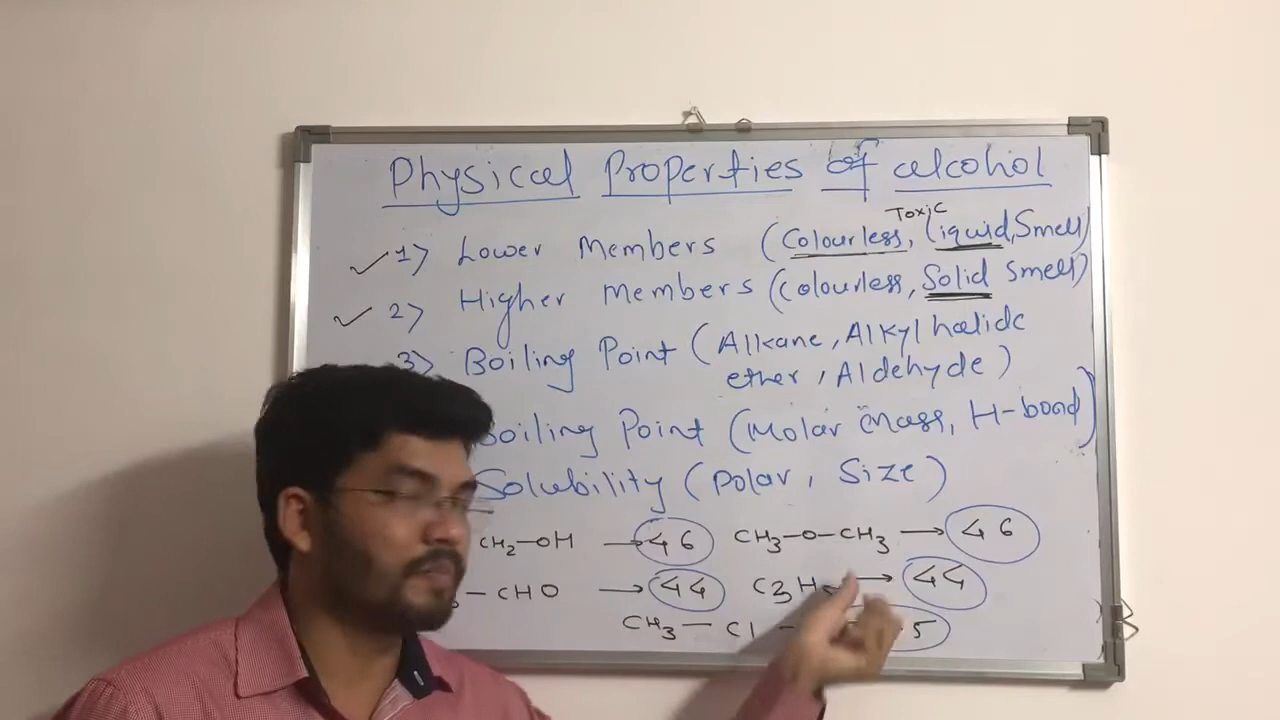 Physical Properties of alcohol
Toxic
1) Lower Members (Colourless, Liquid, Smell)
2) Higher Members (Colourless, Solid Smell)
3) Boiling Point (Alkane, Alkyl halide
ether, Aldehyde)
Boiling Point (Molar Mass, H-bond)
Solubility (Polar, Size)
CH2-OH → 46 CH3-O-CH3 → 46
- CHO → 44 C3H → 44
CH3 - Cl - 5